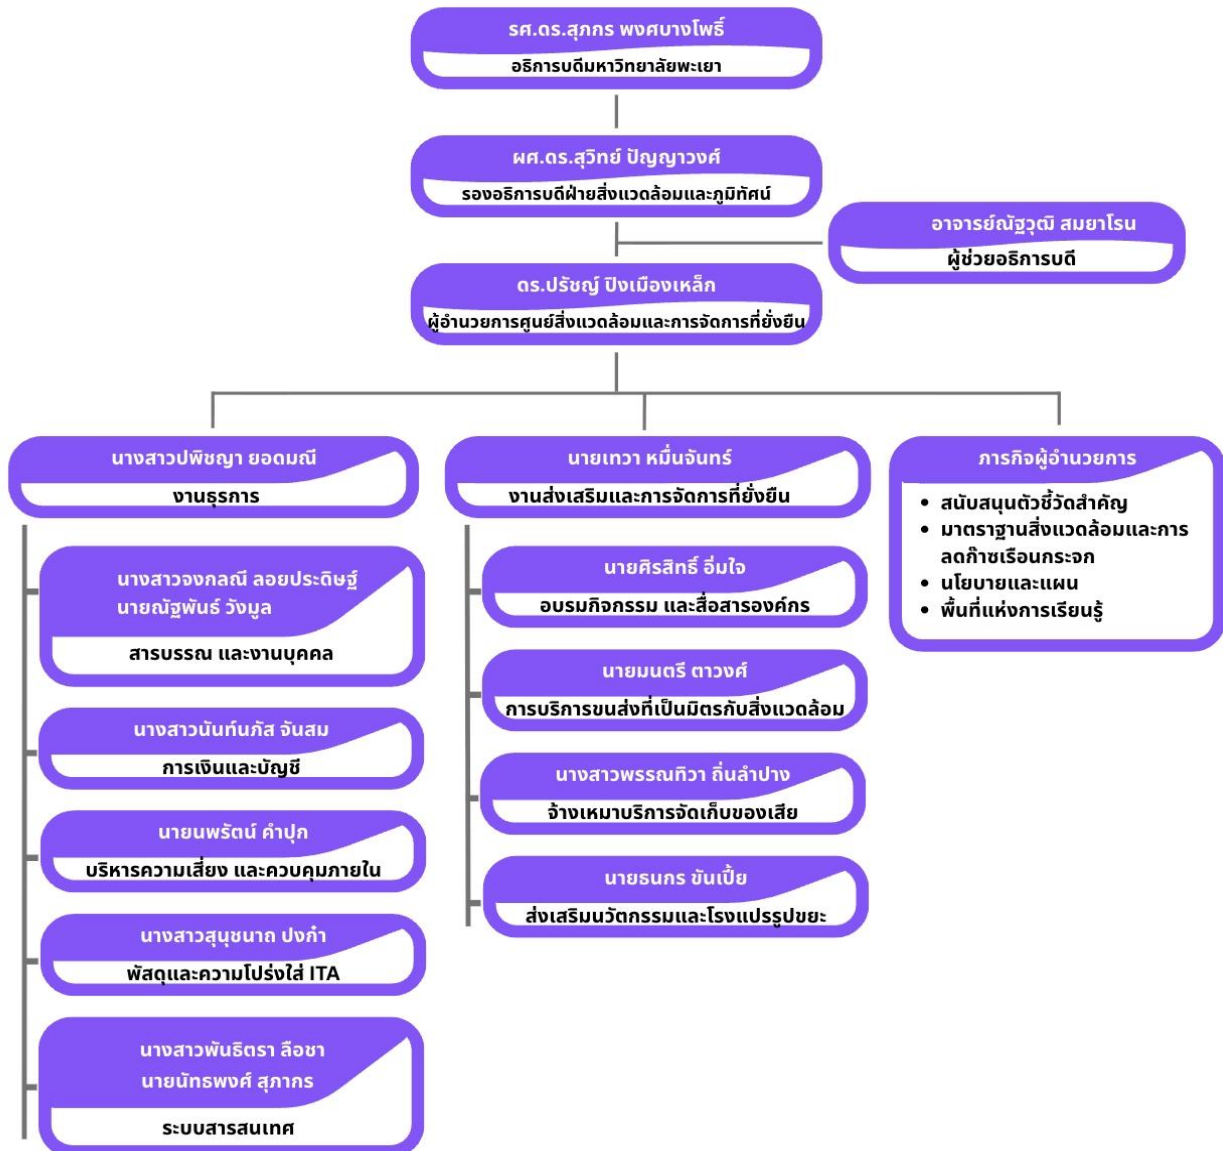 รศ.ดร.สุภกร พงศบางโพธิ์
อธิการบดีมหาวิทยาลัยพะเยา
ผศ.ดร.สุวิทย์ ปัญญาวงศ์
รองอธิการบดีฝ่ายสิ่งแวดล้อมและภูมิทัศน์
อาจารย์ณัฐวุฒิ สมยาโรน
ผู้ช่วยอธิการบดี
ดร.ปรัชญ์ ปิงเมืองเหล็ก
ผู้อำนวยการศูนย์สิ่งแวดล้อมและการจัดการที่ยั่งยืน
นางสาวปพิชญา ยอดมณี
งานธุรการ
นางสาวจงกลณี ลอยประดิษฐ์
นายณัฐพันธ์ วังมูล
สารบรรณ และงานบุคคล
นางสาวนันท์นภัส จันสม
การเงินและบัญชี
นายนพรัตน์ คำปุก
บริหารความเสี่ยง และควบคุมภายใน
นางสาวสุนุชนาถ ปงก๋า
พัสดุและความโปร่งใส่ ITA
นางสาวพันธิตรา ลือชา
นายนัทธพงศ์ สุภากร
ระบบสารสนเทศ
นายเทวา หมื่นจันทร์
งานส่งเสริมและการจัดการที่ยั่งยืน
นายศิรสิทธิ์ อิ่มใจ
อบรมกิจกรรม และสื่อสารองค์กร
นายมนตรี ตาวงศ์
การบริการขนส่งที่เป็นมิตรกับสิ่งแวดล้อม
นางสาวพรรณทิวา ถิ่นลำปาง
จ้างเหมาบริการจัดเก็บของเสีย
นายธนกร ขันเปี้ย
ส่งเสริมนวัตกรรมและโรงแปรรูปขยะ
ภารกิจผู้อำนวยการ
• สนับสนุนตัวชี้วัดสำคัญ
• มาตราฐานสิ่งแวดล้อมและการ
ลดก๊าซเรือนกระจก
• นโยบายและแผน
• พื้นที่แห่งการเรียนรู้